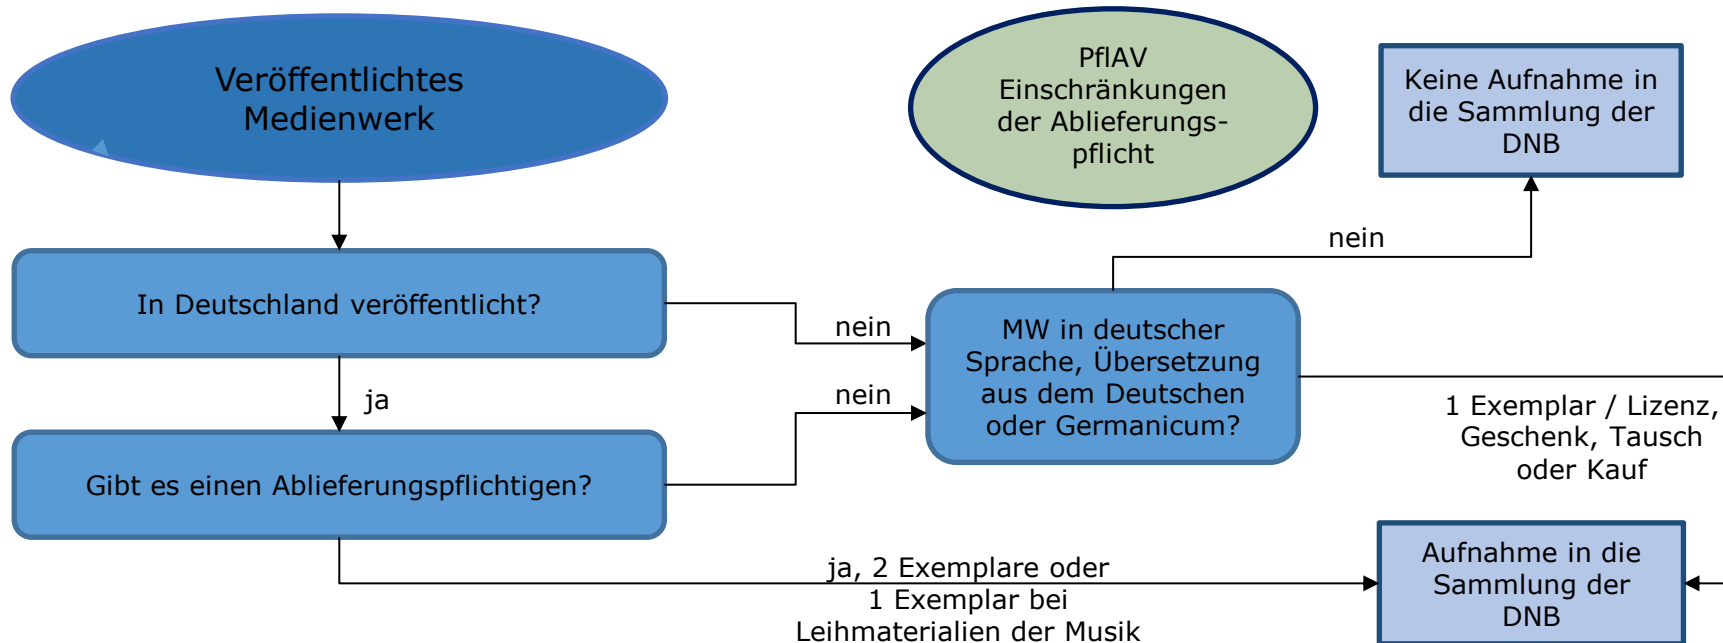 Veröffentlichtes
Medienwerk
PflAV
Einschränkungen
der Ablieferungs-
pflicht
Keine Aufnahme in
die Sammlung der
DNB
nein
In Deutschland veröffentlicht?
nein
MW in deutscher
Sprache, Übersetzung
aus dem Deutschen
oder Germanicum?
ja
nein
1 Exemplar / Lizenz,
Geschenk, Tausch
oder Kauf
Gibt es einen Ablieferungspflichtigen?
ja, 2 Exemplare oder
1 Exemplar bei
Leihmaterialien der Musik
Aufnahme in die
Sammlung der
DNB